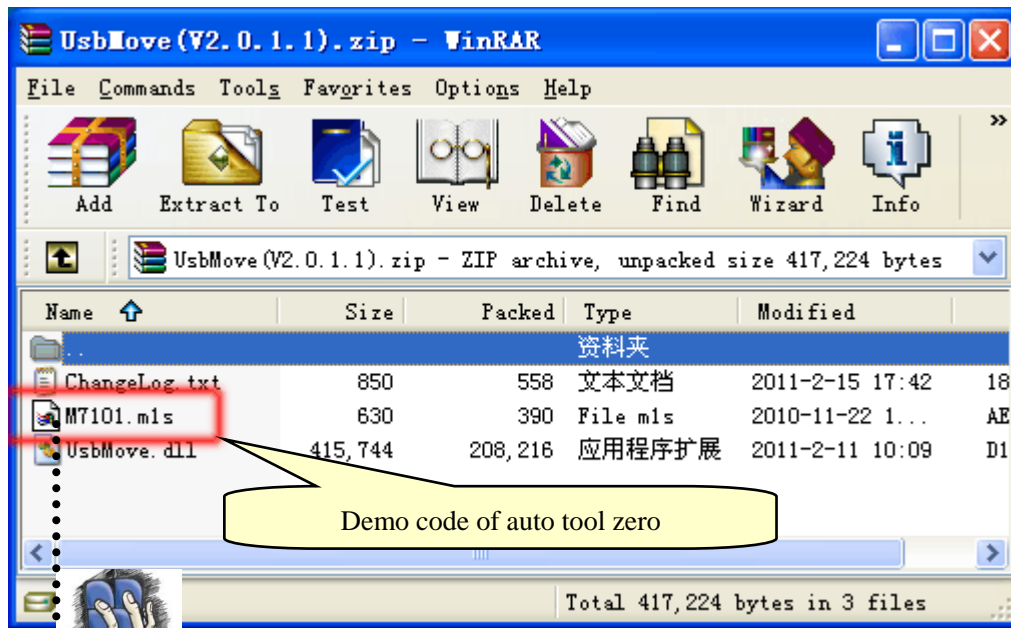 UsbMove(V2.0.1.1).zip - WinRAR
File Commands Tools Favorites Options Help
»
Add Extract To Test View Delete Find Wizard Info
UsbMove(V2.0.1.1).zip - ZIP archive, unpacked size 417,224 bytes
Name Size Packed Type Modified
.. 资料夹
ChangeLog.txt 850 558 文本文档 2011-2-15 17:42 18
M7101.m1s 630 390 File m1s 2010-11-22 1... AE
UsbMove.dll 415,744 208,216 应用程序扩展 2011-2-11 10:09 D1
Demo code of auto tool zero
Total 417,224 bytes in 3 files